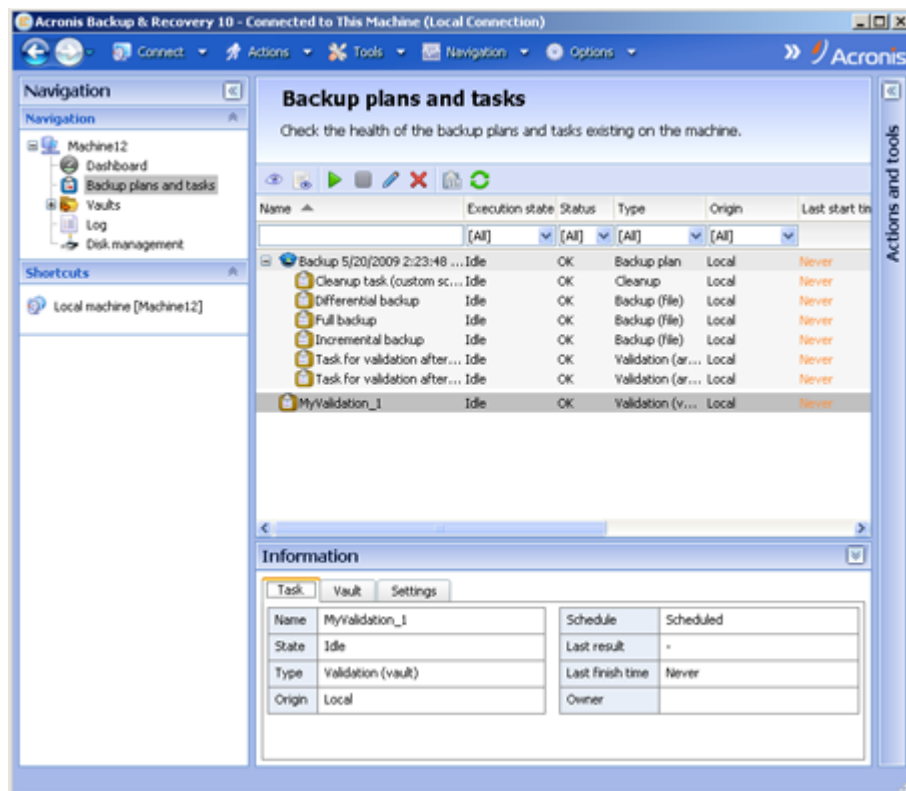 Acronis Backup & Recovery 10 - Connected to This Machine (Local Connection)
Connect Actions Tools Navigation Options » Acronis
Navigation
Navigation
Machine12
Dashboard
Backup plans and tasks
Vaults
Log
Disk management
Shortcuts
Local machine [Machine12]
Backup plans and tasks
Check the health of the backup plans and tasks existing on the machine.
Name Execution state Status Type Origin Last start tin
[All] [All] [All] [All]
Backup 5/20/2009 2:23:48 ... Idle OK Backup plan Local Never
Cleanup task (custom sc... Idle OK Cleanup Local Never
Differential backup Idle OK Backup (file) Local Never
Full backup Idle OK Backup (file) Local Never
Incremental backup Idle OK Backup (file) Local Never
Task for validation after... Idle OK Validation (ar... Local Never
Task for validation after... Idle OK Validation (ar... Local Never
MyValidation_1 Idle OK Validation (v... Local Never
Information
Task Vault Settings
Name MyValidation_1 Schedule Scheduled
State Idle Last result -
Type Validation (vault) Last finish time Never
Origin Local Owner
Actions and tools